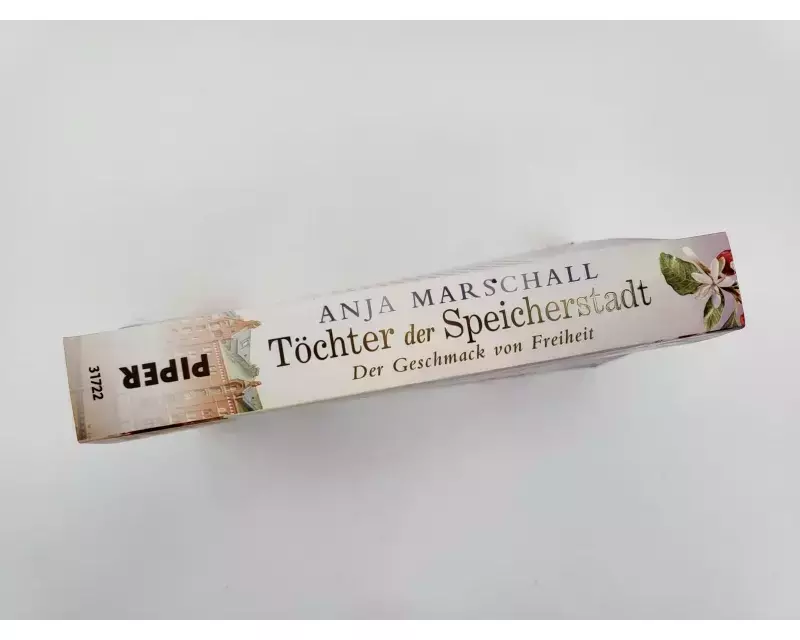 ANJA MARSCHALL
Töchter der Speicherstadt
Der Geschmack von Freiheit
PIPER
31722